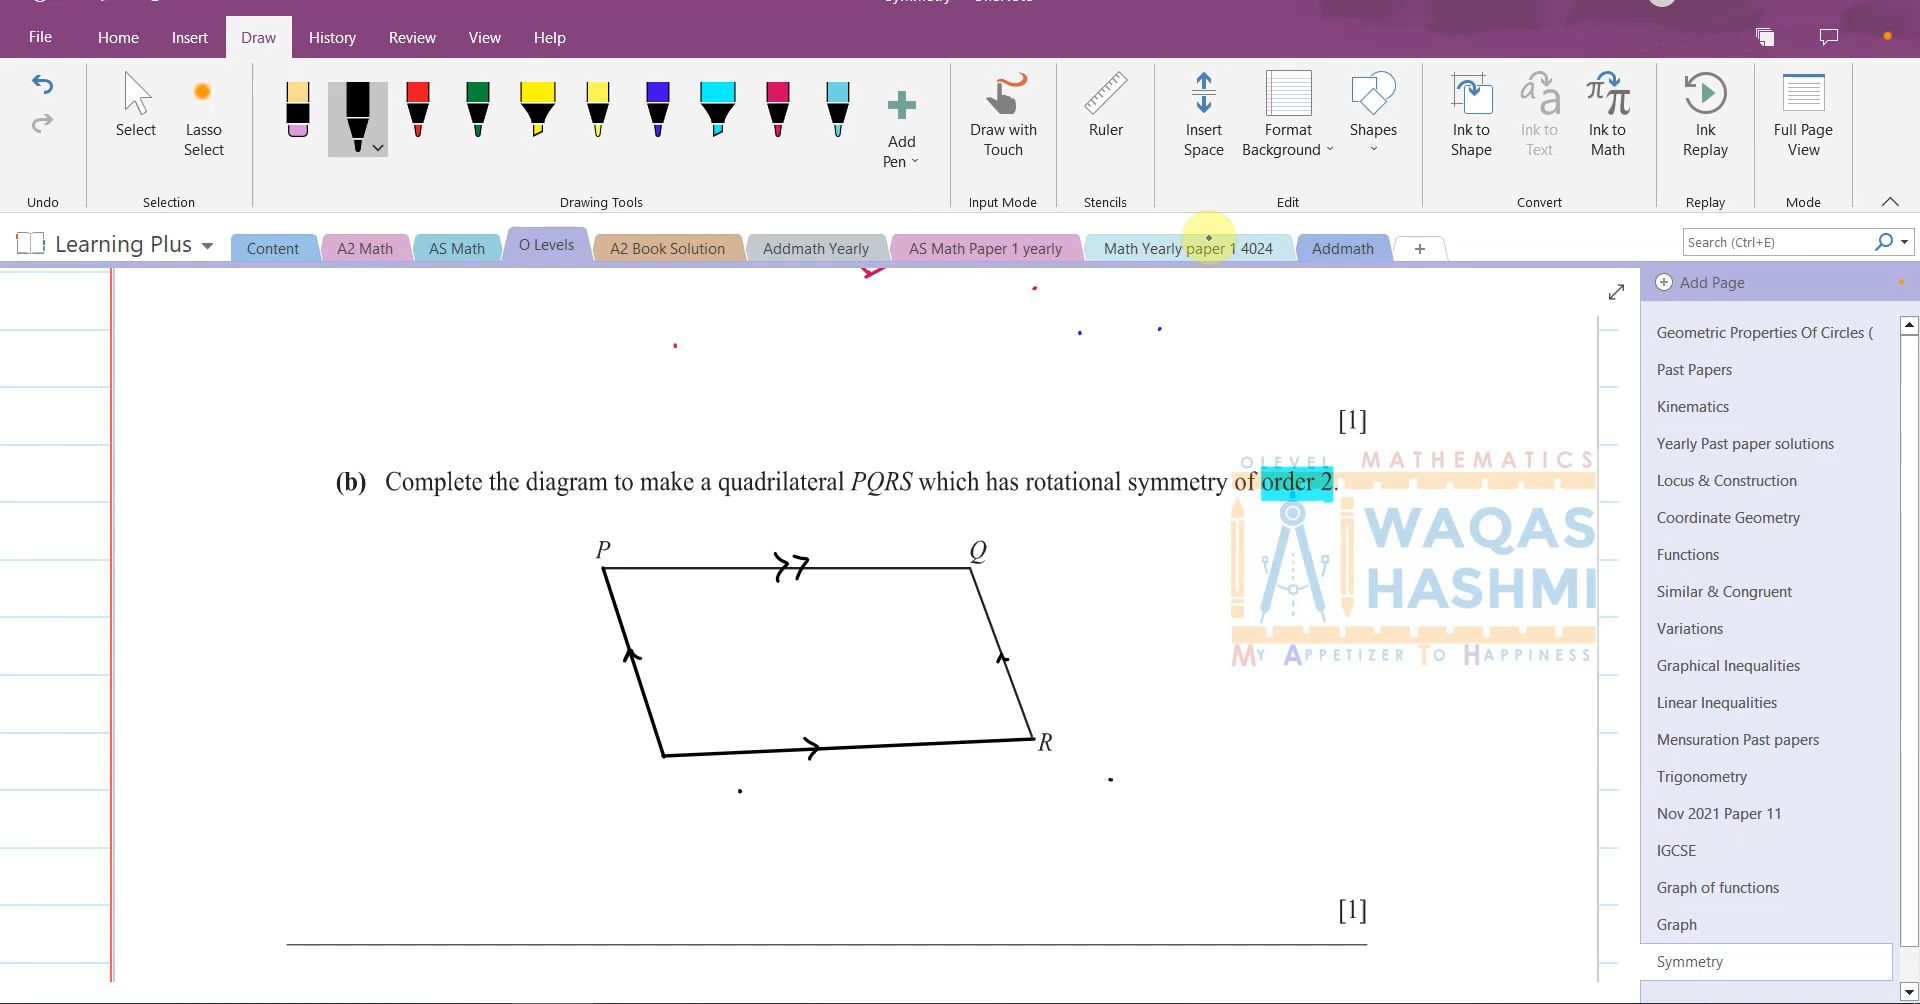 File Home Insert Draw History Review View Help
Undo
Select
Lasso Select
Selection
Drawing Tools
Add Pen
Draw with Touch
Input Mode
Ruler
Stencils
Insert Space
Format Background
Shapes
Edit
Ink to Shape
Ink to Text
Ink to Math
Convert
Ink Replay
Replay
Full Page View
Mode
Learning Plus
Content A2 Math AS Math O Levels A2 Book Solution Addmath Yearly AS Math Paper 1 yearly Math Yearly paper 1 4024 Addmath
Search (Ctrl+E)
Add Page
Geometric Properties Of Circles (
Past Papers
Kinematics
Yearly Past paper solutions
Locus & Construction
Coordinate Geometry
Functions
Similar & Congruent
Variations
Graphical Inequalities
Linear Inequalities
Mensuration Past papers
Trigonometry
Nov 2021 Paper 11
IGCSE
Graph of functions
Graph
Symmetry
[1]
(b) Complete the diagram to make a quadrilateral PQRS which has rotational symmetry of order 2.
P
Q
R
[1]
OLEVEL MATHEMATICS
WAQAS
HASHMI
MY APPETIZER TO HAPPINESS